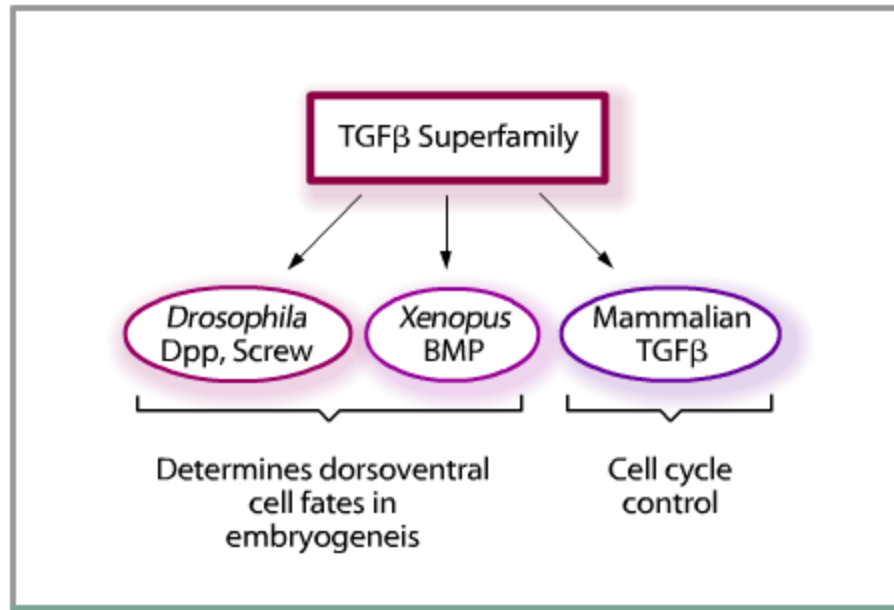 TGFβ Superfamily
Drosophila
Dpp, Screw
Xenopus
BMP
Mammalian
TGFβ
Determines dorsoventral
cell fates in
embryogeneis
Cell cycle
control